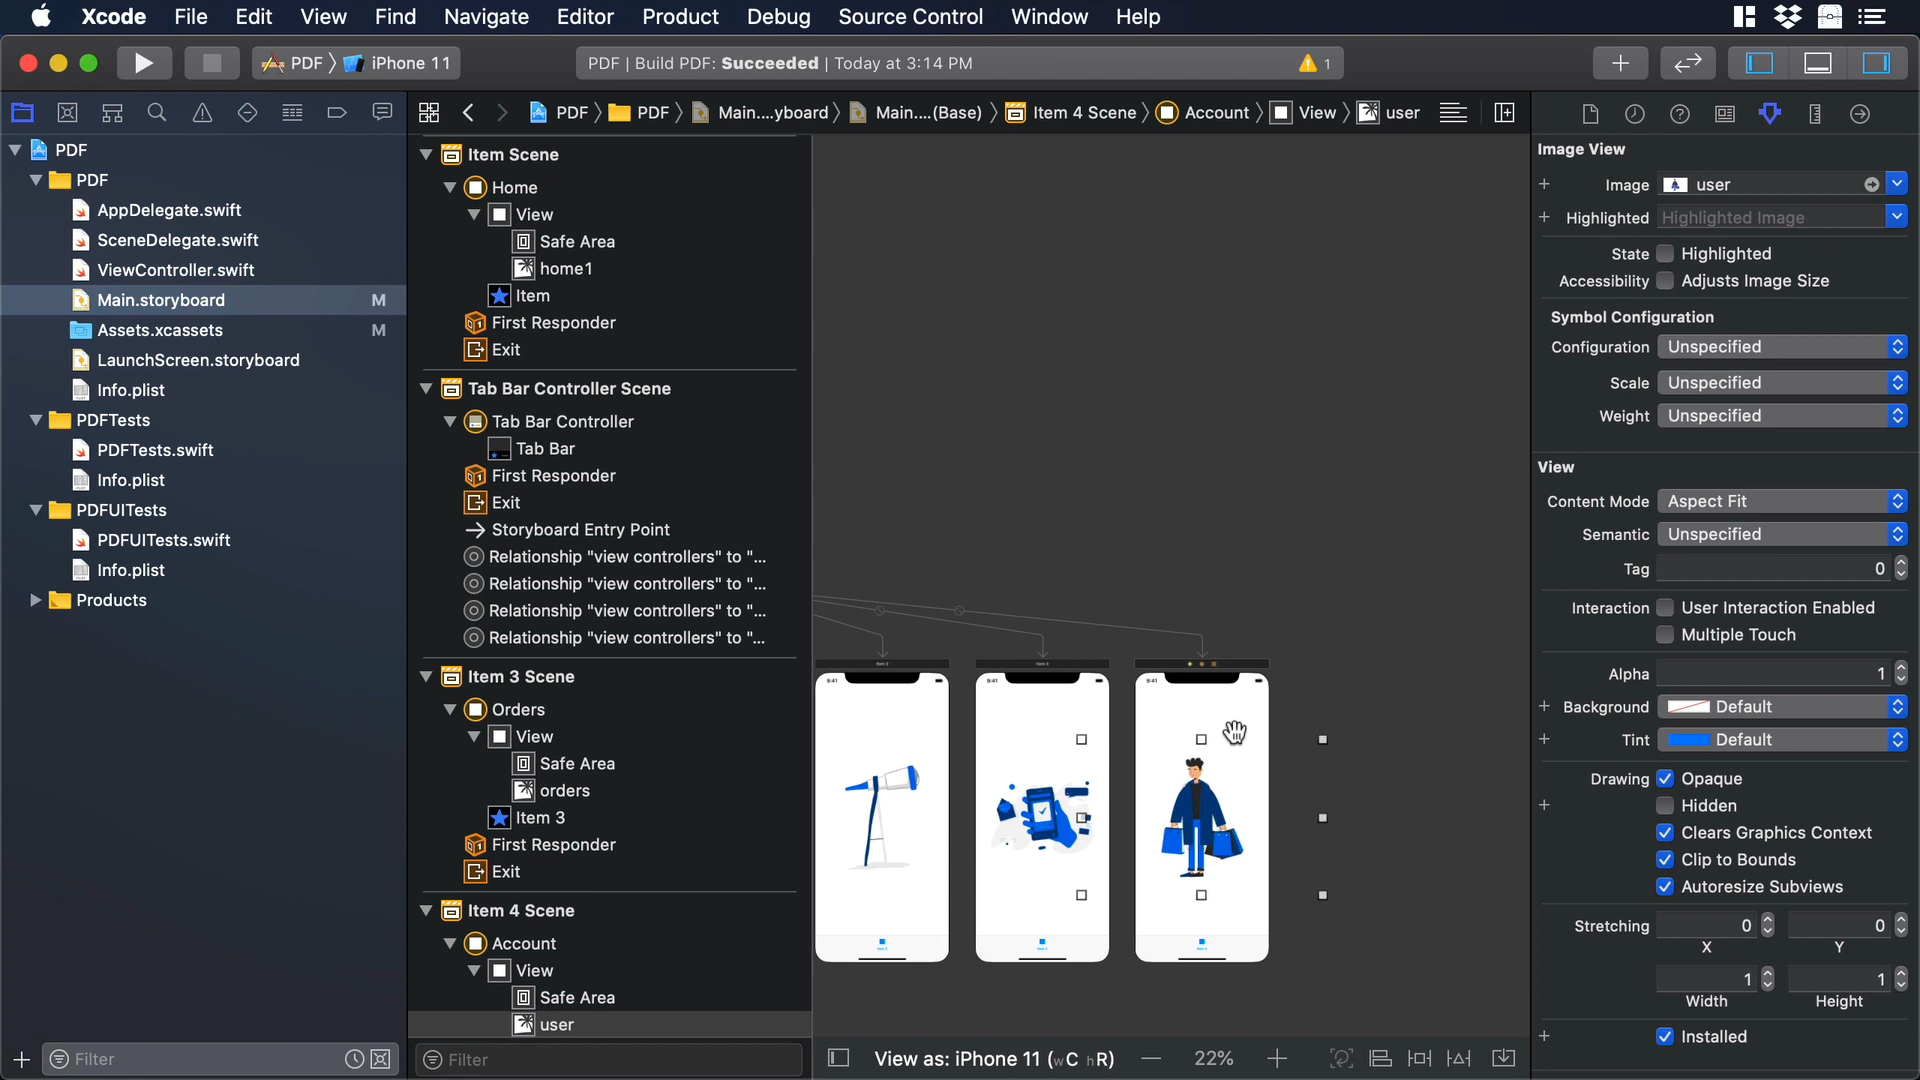 Xcode File Edit View Find Navigate Editor Product Debug Source Control Window Help
PDF iPhone 11
PDF | Build PDF: Succeeded | Today at 3:14 PM
1
PDF PDF Main....yboard Main....(Base) Item 4 Scene Account View user
PDF
PDF
AppDelegate.swift
SceneDelegate.swift
ViewController.swift
Main.storyboard M
Assets.xcassets M
LaunchScreen.storyboard
Info.plist
PDFTests
PDFTests.swift
Info.plist
PDFUITests
PDFUITests.swift
Info.plist
Products
Filter
Item Scene
Home
View
Safe Area
home1
Item
First Responder
Exit
Tab Bar Controller Scene
Tab Bar Controller
Tab Bar
First Responder
Exit
Storyboard Entry Point
Relationship "view controllers" to "...
Relationship "view controllers" to "...
Relationship "view controllers" to "...
Relationship "view controllers" to "...
Item 3 Scene
Orders
View
Safe Area
orders
Item 3
First Responder
Exit
Item 4 Scene
Account
View
Safe Area
user
Filter
9:41
9:41
9:41
View as: iPhone 11 (wC hR)
22%
Image View
Image user
Highlighted Highlighted Image
State Highlighted
Accessibility Adjusts Image Size
Symbol Configuration
Configuration Unspecified
Scale Unspecified
Weight Unspecified
View
Content Mode Aspect Fit
Semantic Unspecified
Tag 0
Interaction User Interaction Enabled
Multiple Touch
Alpha 1
Background Default
Tint Default
Drawing Opaque
Hidden
Clears Graphics Context
Clip to Bounds
Autoresize Subviews
Stretching 0 0
X Y
1 1
Width Height
Installed